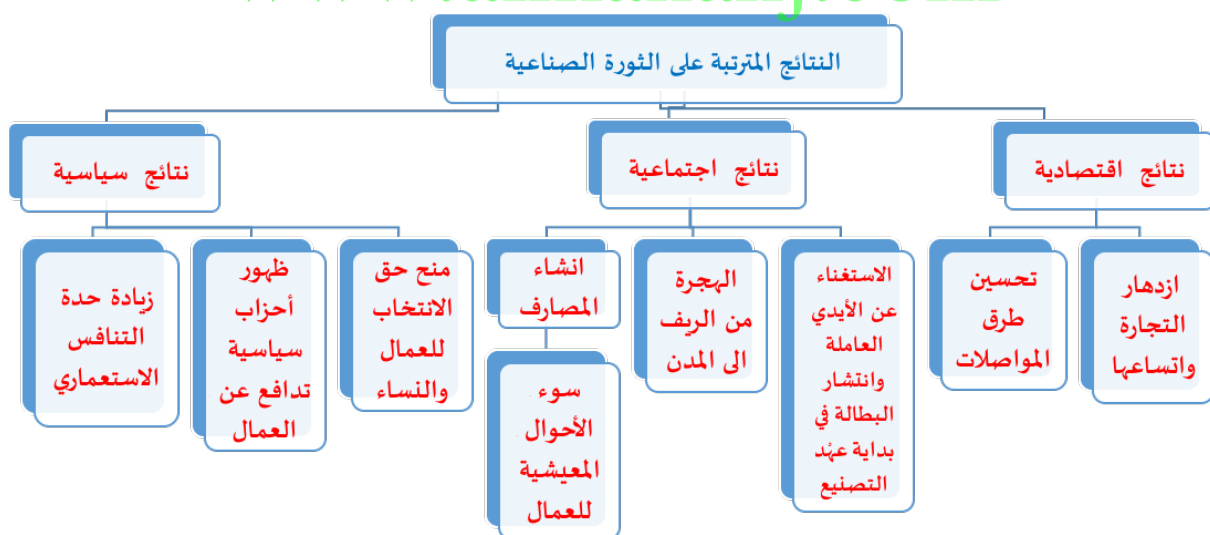 النتائج المترتبة على الثورة الصناعية
نتائج اقتصادية
نتائج اجتماعية
نتائج سياسية
ازدهار
التجارة
واتساعها
تحسين
طرق
المواصلات
الاستغناء
عن الأيدي
العاملة
وانتشار
البطالة في
بداية عهْد
التصنيع
الهجرة
من الريف
الى المدن
انشاء
المصارف
سوء
الأحوال
المعيشية
للعمال
منح حق
الانتخاب
للعمال
والنساء
ظهور
أحزاب
سياسية
تدافع عن
العمال
زيادة حدة
التنافس
الاستعماري